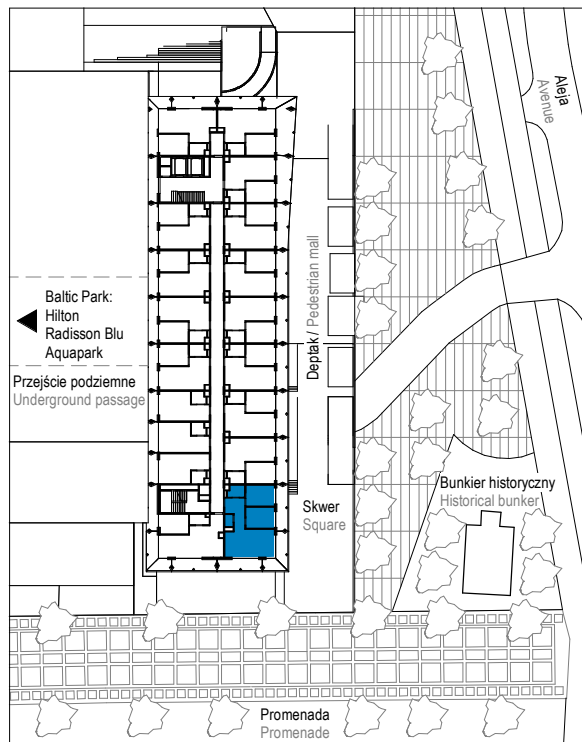 Aleja
Avenue
Baltic Park:
Hilton
Radisson Blu
Aquapark
Przejście podziemne
Underground passage
Deptak / Pedestrian mall
Skwer
Square
Bunkier historyczny
Historical bunker
Promenada
Promenade